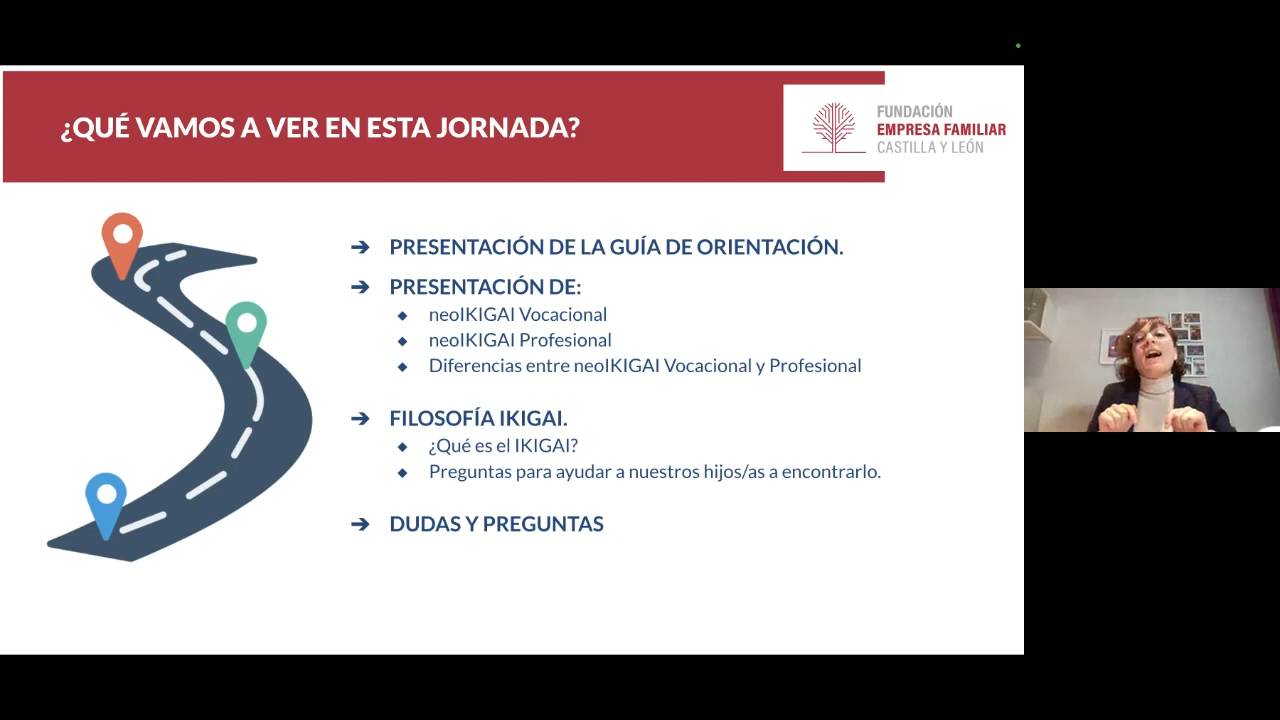 ¿QUÉ VAMOS A VER EN ESTA JORNADA?
FUNDACIÓN
EMPRESA FAMILIAR
CASTILLA Y LEÓN
➔ PRESENTACIÓN DE LA GUÍA DE ORIENTACIÓN.
➔ PRESENTACIÓN DE:
◆ neoIKIGAI Vocacional
◆ neoIKIGAI Profesional
◆ Diferencias entre neoIKIGAI Vocacional y Profesional
➔ FILOSOFÍA IKIGAI.
◆ ¿Qué es el IKIGAI?
◆ Preguntas para ayudar a nuestros hijos/as a encontrarlo.
➔ DUDAS Y PREGUNTAS